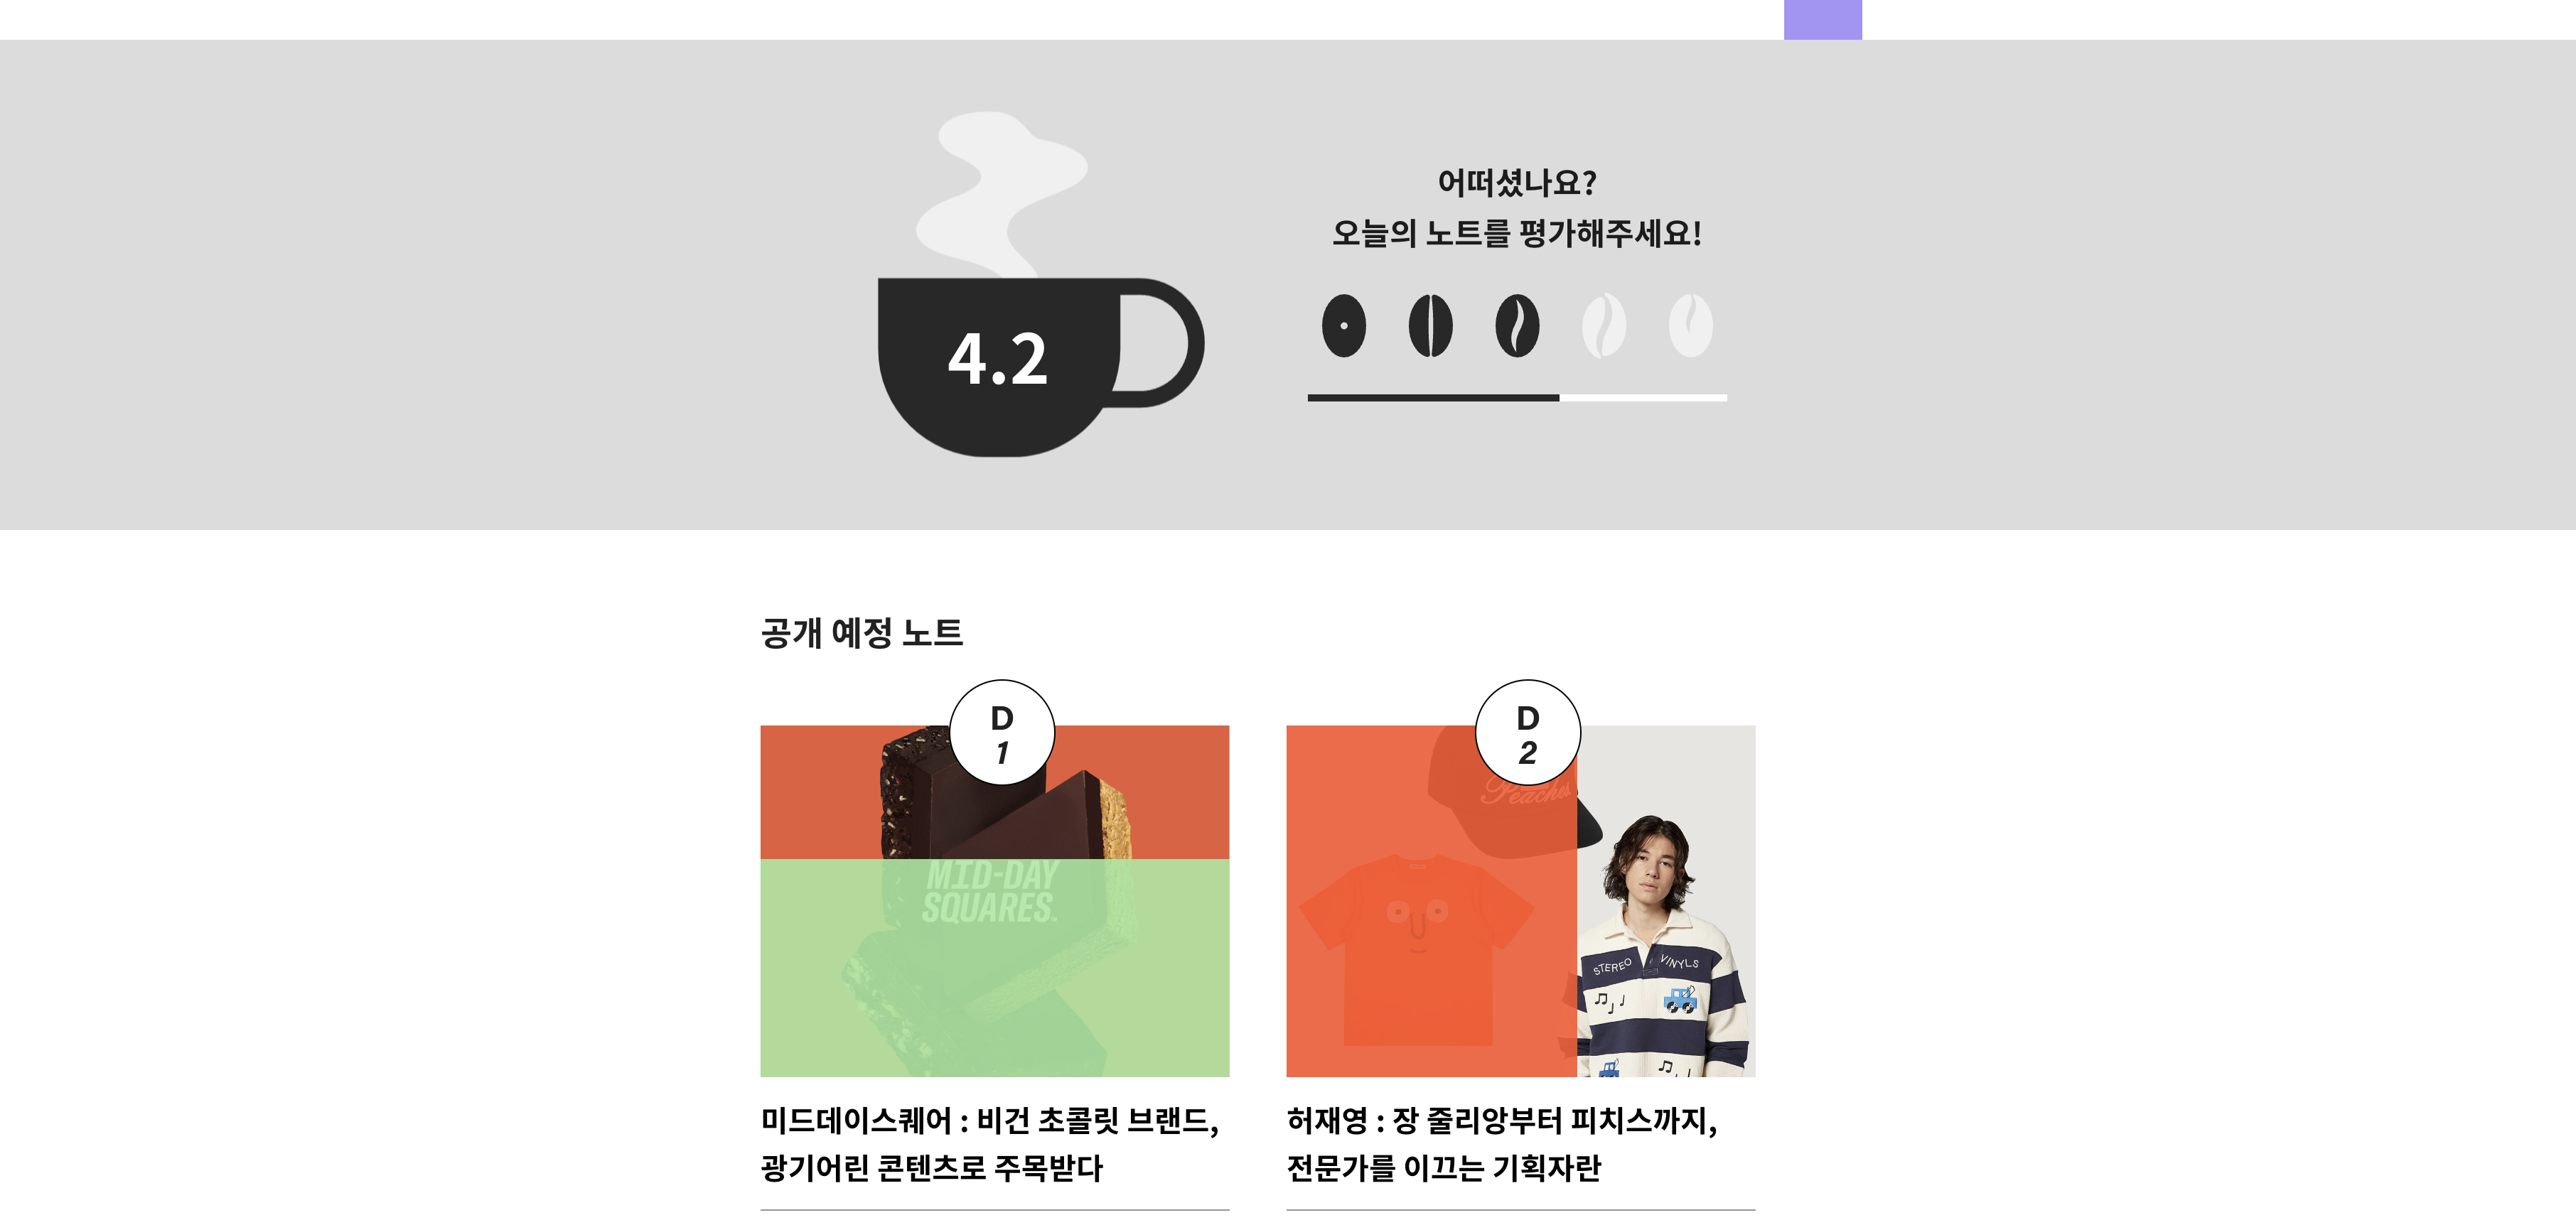 어떠셨나요?
오늘의 노트를 평가해주세요!
4.2
공개 예정 노트
D
1
MID-DAY
SQUARES.
미드데이스퀘어 : 비건 초콜릿 브랜드,
광기어린 콘텐츠로 주목받다
D
2
Peaches
STEREO VINYLS
허재영 : 장 줄리앙부터 피치스까지,
전문가를 이끄는 기획자란